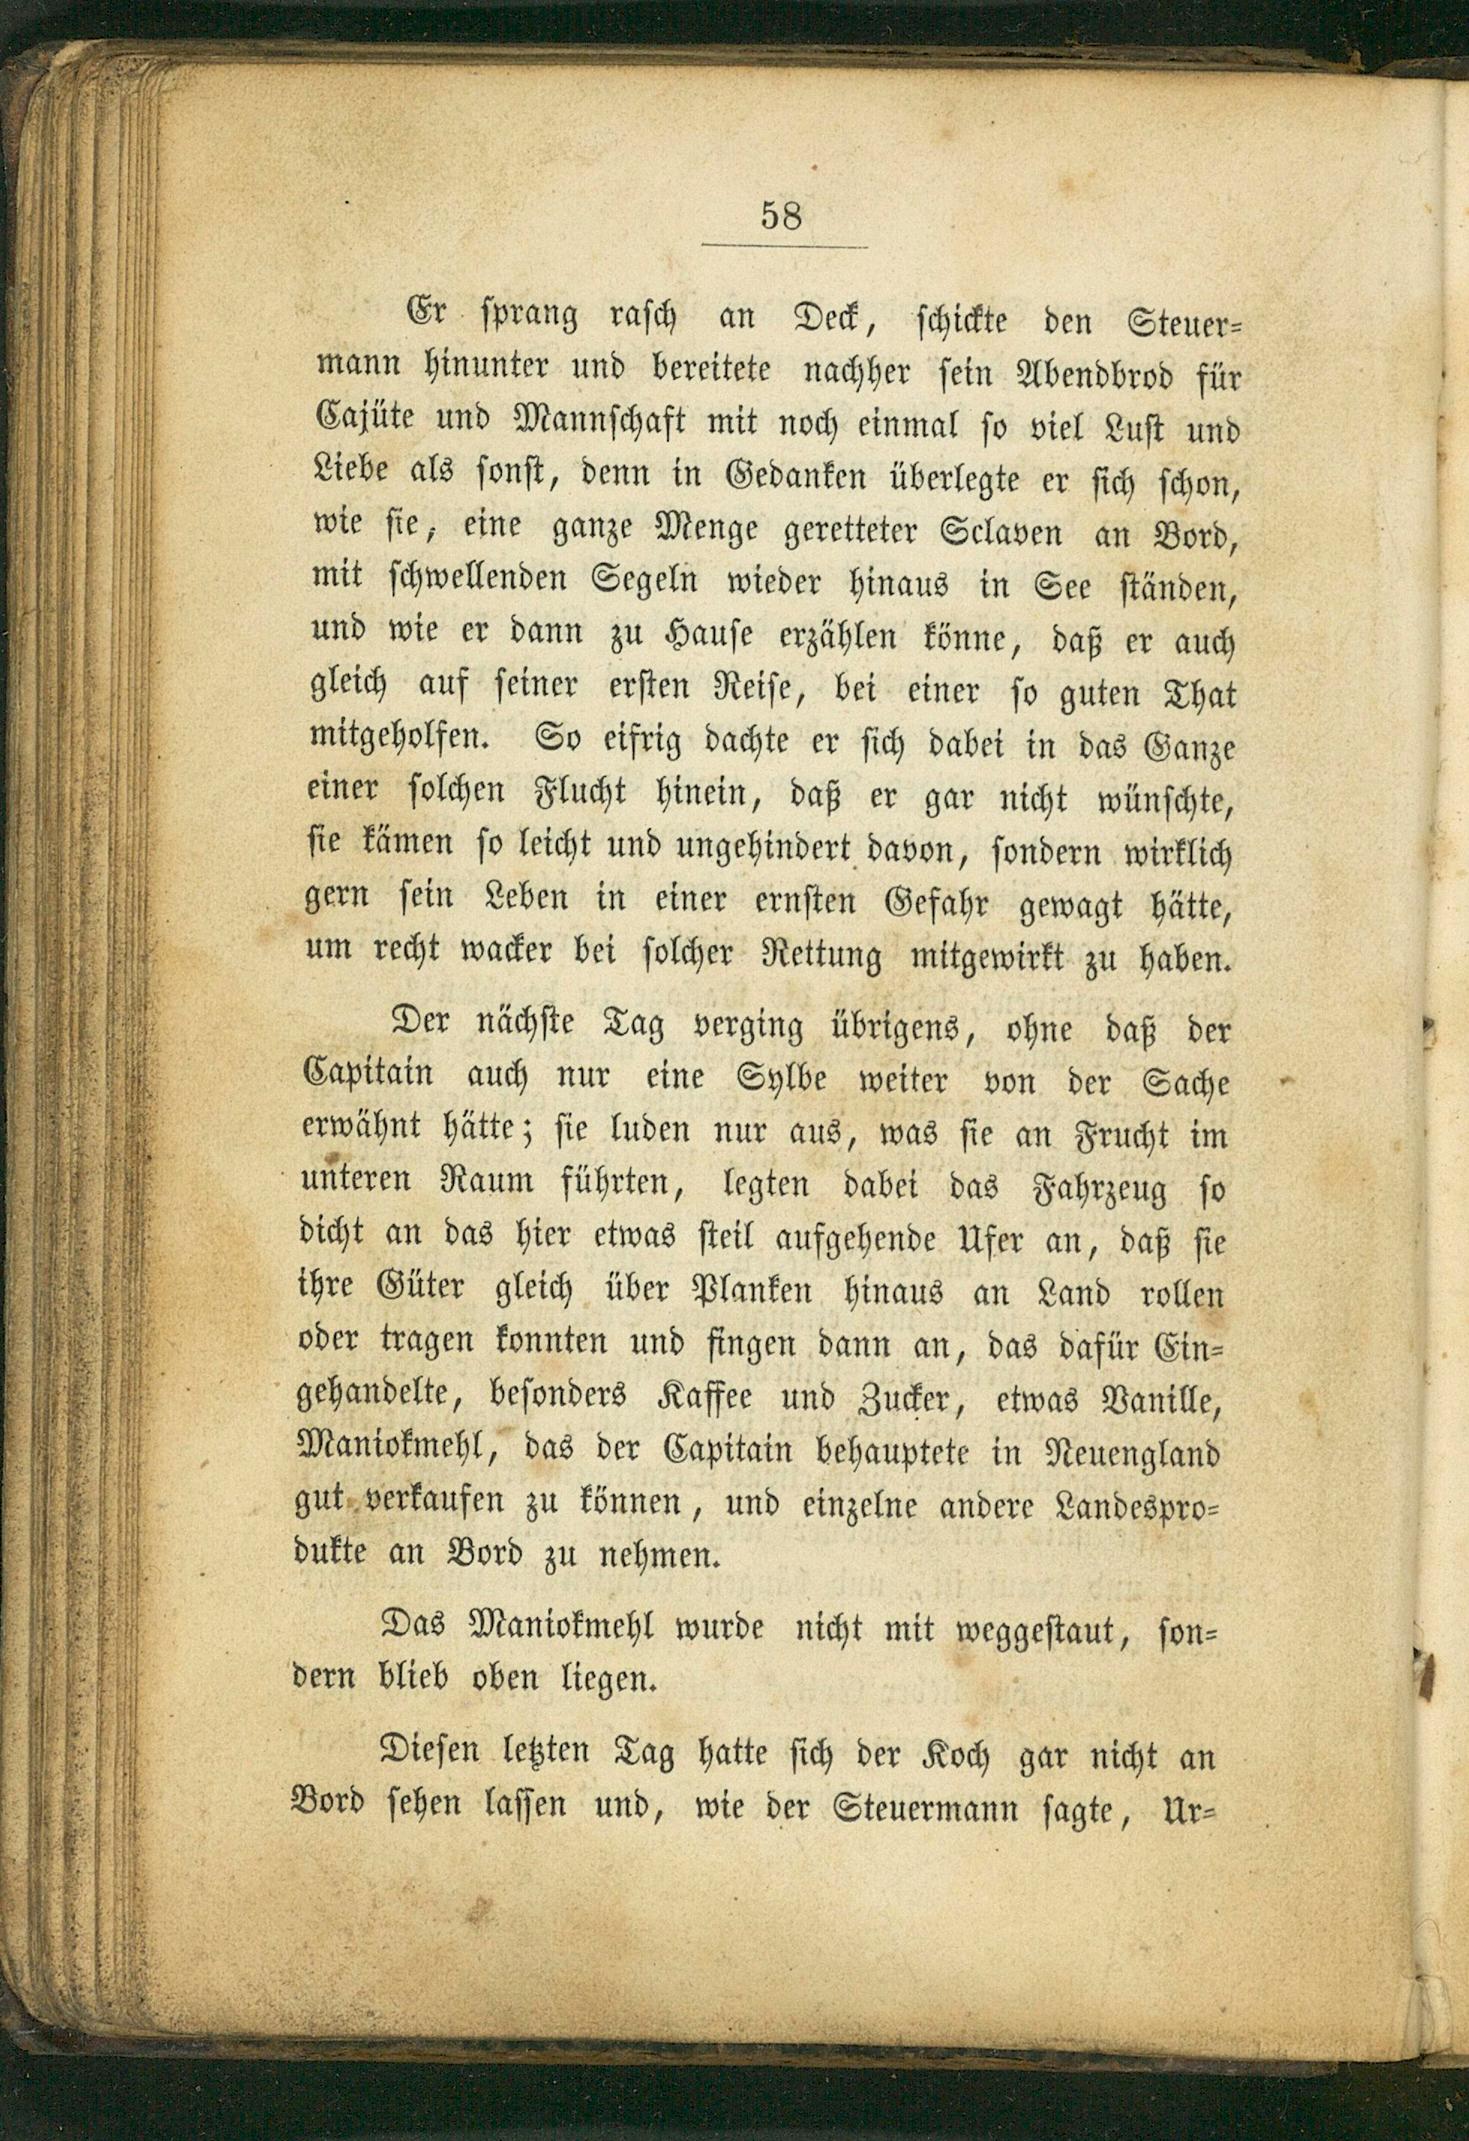 58
Er sprang rasch an Deck, schickte den Steuer-
mann hinunter und bereitete nachher sein Abendbrod für
Cajüte und Mannschaft mit noch einmal so viel Lust und
Liebe als sonst, denn in Gedanken überlegte er sich schon,
wie sie, eine ganze Menge geretteter Sclaven an Bord,
mit schwellenden Segeln wieder hinaus in See ständen,
und wie er dann zu Hause erzählen könne, daß er auch
gleich auf seiner ersten Reise, bei einer so guten That
mitgeholfen. So eifrig dachte er sich dabei in das Ganze
einer solchen Flucht hinein, daß er gar nicht wünschte,
sie kämen so leicht und ungehindert davon, sondern wirklich
gern sein Leben in einer ernsten Gefahr gewagt hätte,
um recht wacker bei solcher Rettung mitgewirkt zu haben.
Der nächste Tag verging übrigens, ohne daß der
Capitain auch nur eine Sylbe weiter von der Sache
erwähnt hätte; sie luden nur aus, was sie an Frucht im
unteren Raum führten, legten dabei das Fahrzeug so
dicht an das hier etwas steil aufgehende Ufer an, daß sie
ihre Güter gleich über Planken hinaus an Land rollen
oder tragen konnten und fingen dann an, das dafür Ein-
gehandelte, besonders Kaffee und Zucker, etwas Vanille,
Maniokmehl, das der Capitain behauptete in Neuengland
gut verkaufen zu können, und einzelne andere Landespro-
dukte an Bord zu nehmen.
Das Maniokmehl wurde nicht mit weggestaut, son-
dern blieb oben liegen.
Diesen letzten Tag hatte sich der Koch gar nicht an
Bord sehen lassen und, wie der Steuermann sagte, Ur-